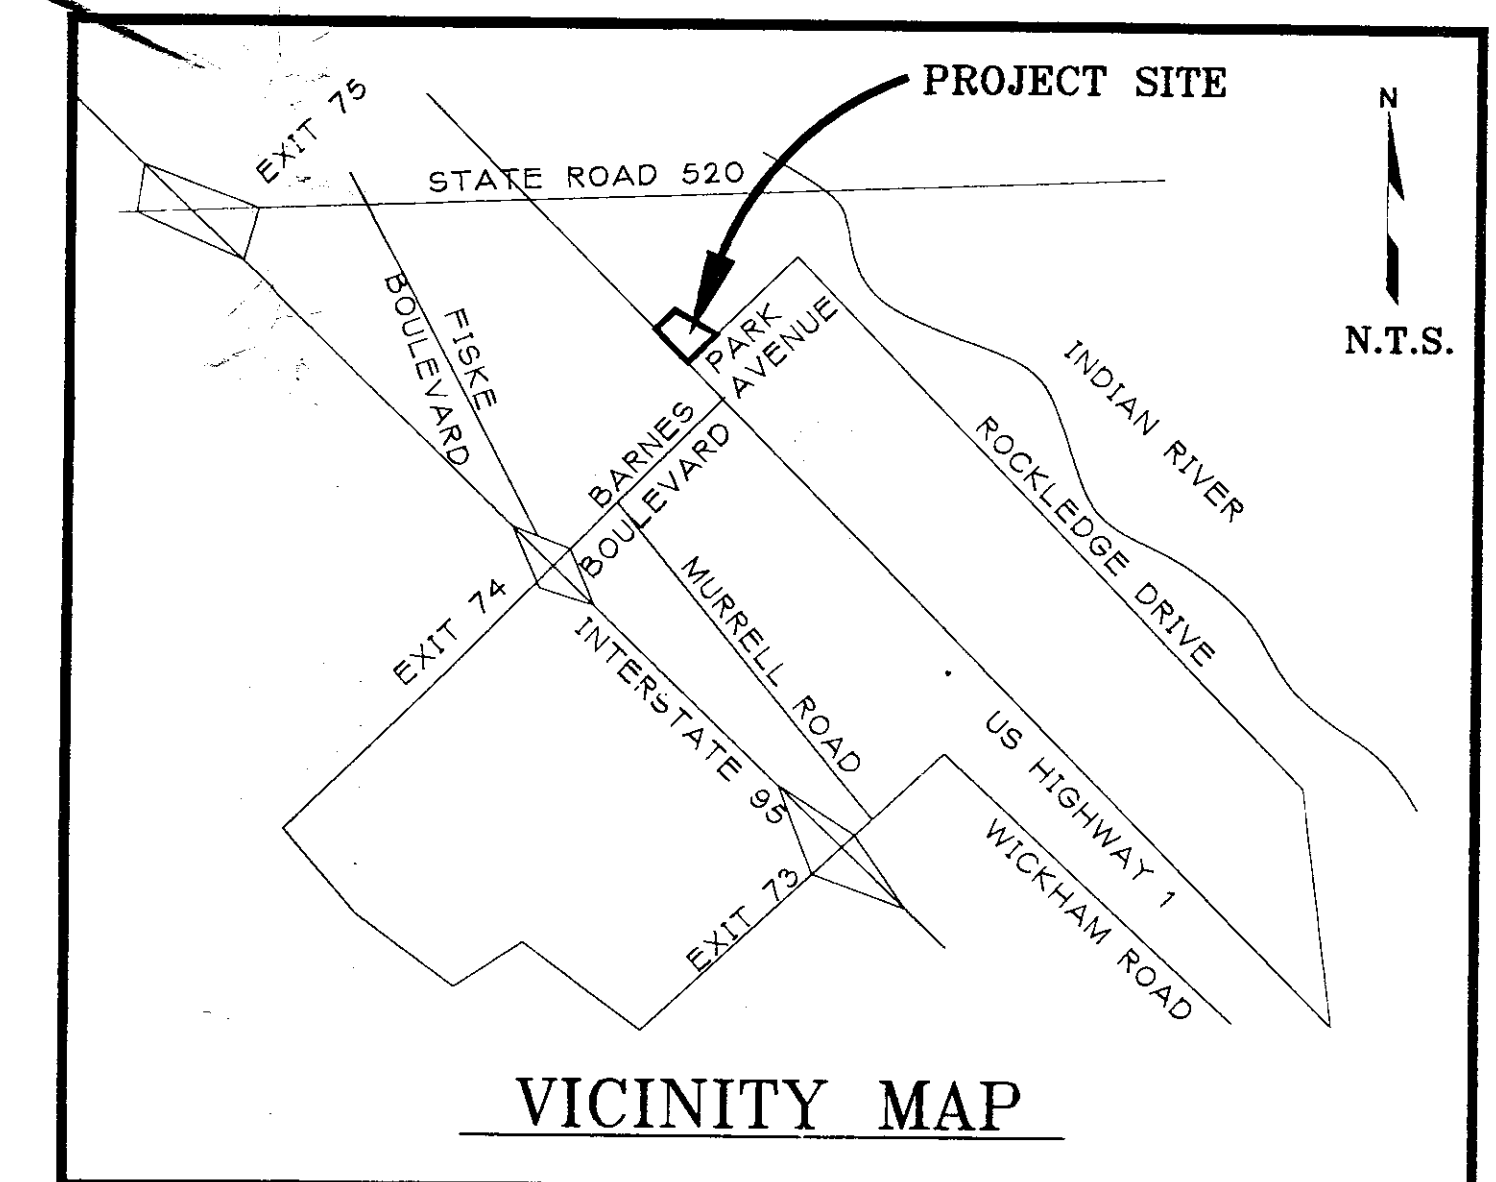 PROJECT SITE
N
N.T.S.
EXIT 75
STATE ROAD 520
FISKE
BOULEVARD
PARK
AVENUE
INDIAN RIVER
ROCKLEDGE DRIVE
BARNES
BOULEVARD
EXIT 74
MURRELL ROAD
INTERSTATE 95
US HIGHWAY 1
WICKHAM ROAD
EXIT 73
VICINITY MAP